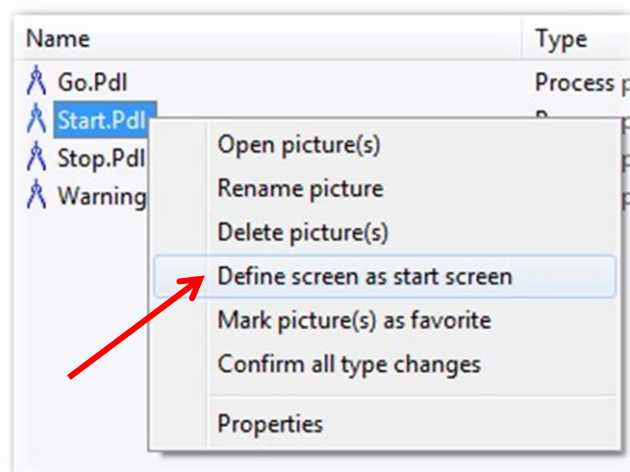 Name Type
Go.Pdl Process
Start.Pdl
Stop.Pdl
Warning
Open picture(s)
Rename picture
Delete picture(s)
Define screen as start screen
Mark picture(s) as favorite
Confirm all type changes
Properties